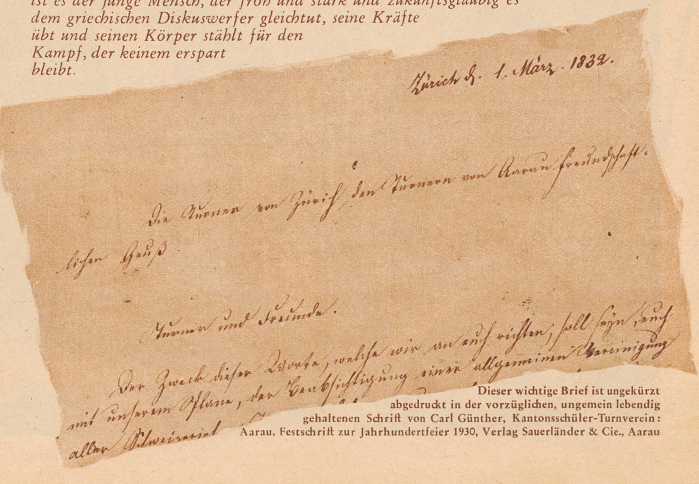 ist es der junge Mensch, der froh und stark und zukunftsgläubig es
dem griechischen Diskuswerfer gleichtut, seine Kräfte
übt und seinen Körper stählt für den
Kampf, der keinem erspart
bleibt.
Zürich d. 1. März. 1832.
Die Turner von Zürich den Turnern von Aarau freundschaft-
lichen Gruß
Turner und Freunde.
Der Zweck dieser Worte, welche wir an euch richten, soll seyn, euch
mit unserem Plane, der Beabsichtigung einer allgemeinen Vereinigung
aller
Dieser wichtige Brief ist ungekürzt
abgedruckt in der vorzüglichen, ungemein lebendig
gehaltenen Schrift von Carl Günther, Kantonsschüler-Turnverein:
Aarau, Festschrift zur Jahrhundertfeier 1930, Verlag Sauerländer & Cie., Aarau